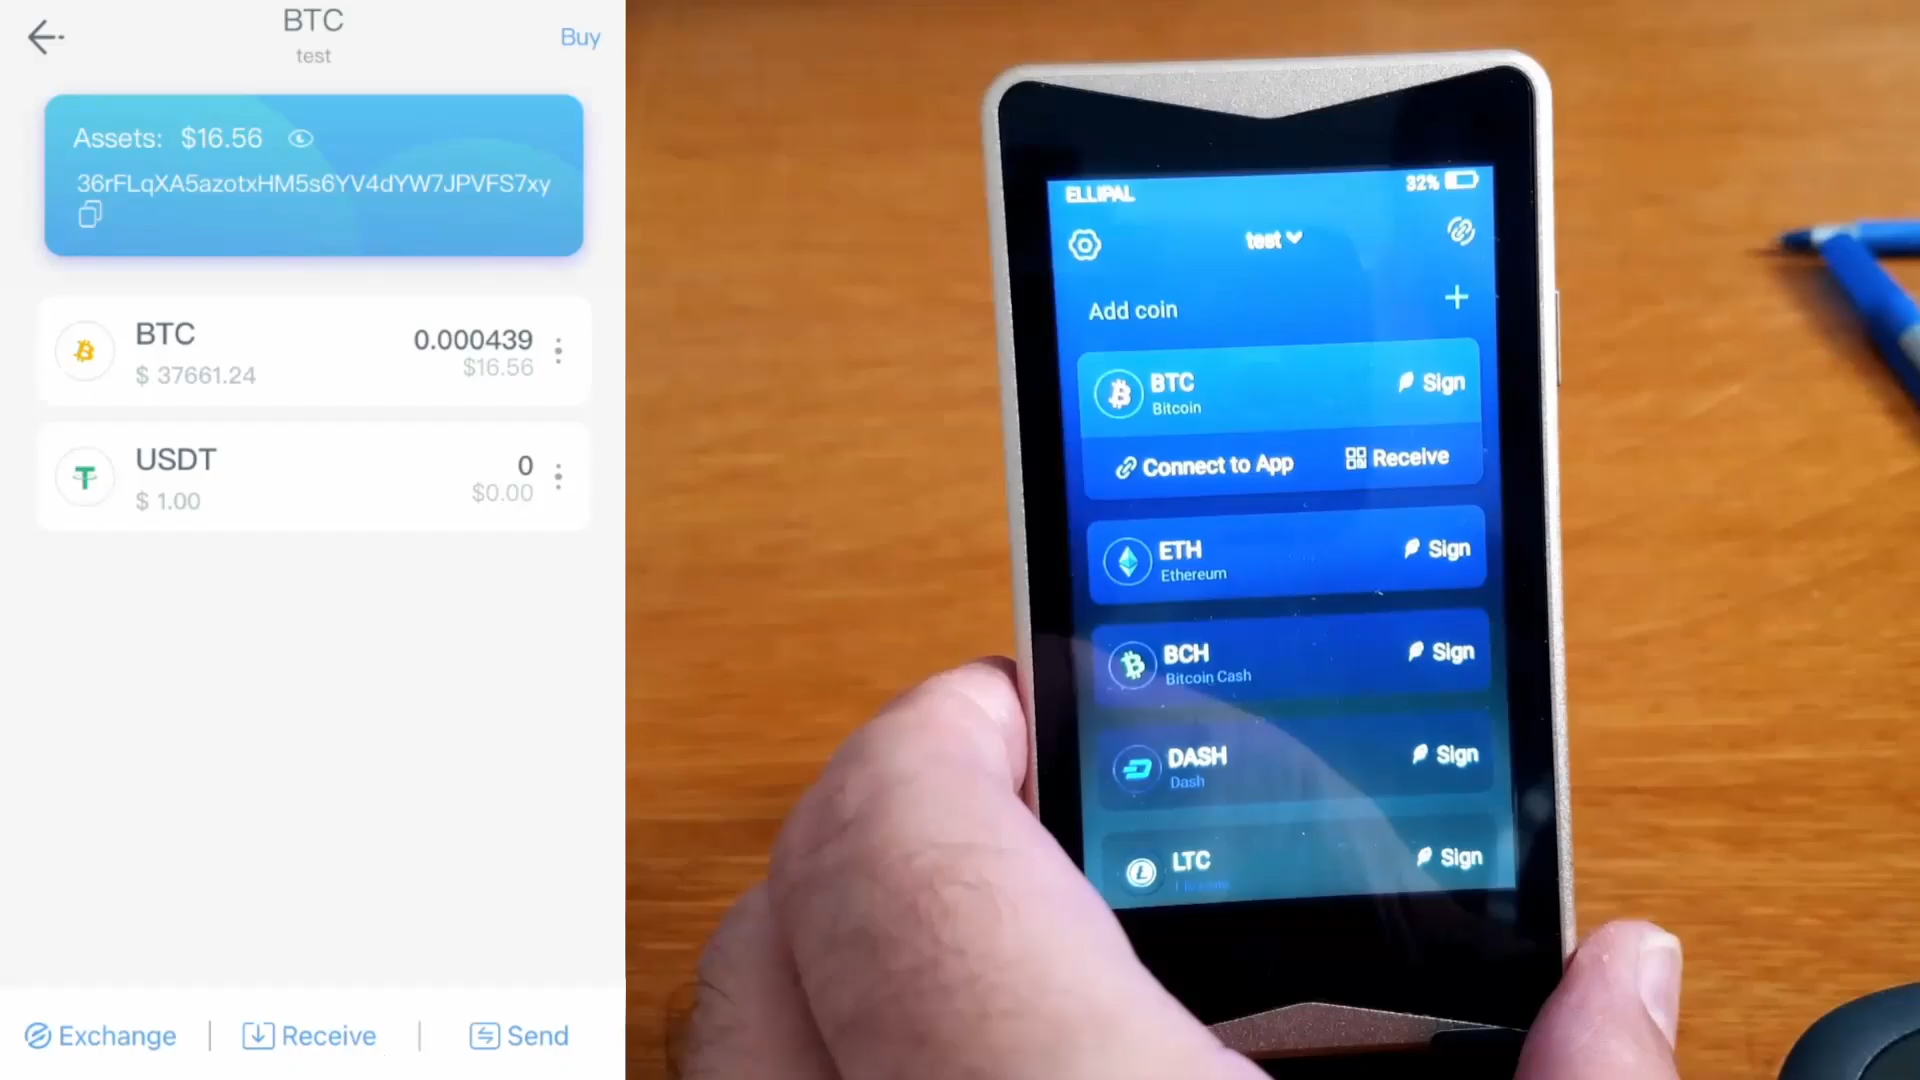 BTC
test
Buy
Assets: $16.56
36rFLqXA5azotxHM5s6YV4dYW7JPVFS7xy
BTC
0.000439
$ 37661.24
$16.56
USDT
0
$ 1.00
$0.00
Exchange
Receive
Send
ELLIPAL
32%
test
Add coin
BTC
Sign
Bitcoin
Connect to App
Receive
ETH
Sign
Ethereum
BCH
Sign
Bitcoin Cash
DASH
Sign
Dash
LTC
Sign